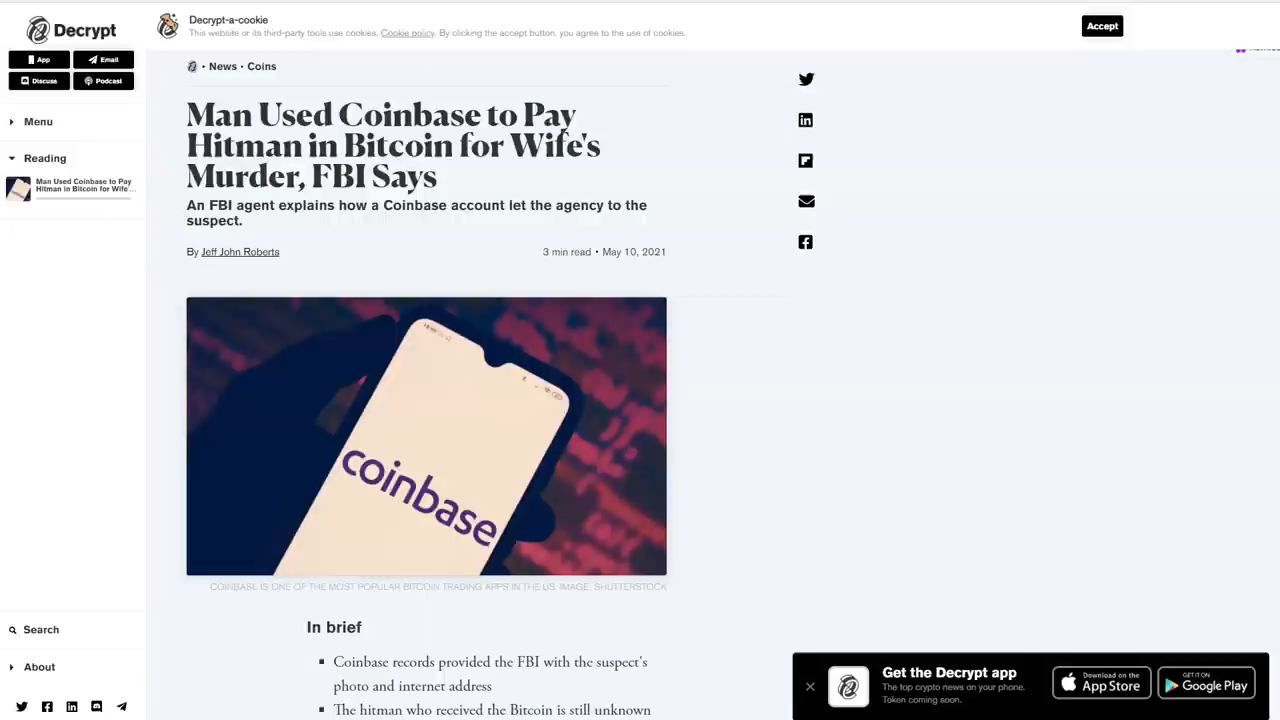 Decrypt
App
Email
Discuss
Podcast
Menu
Reading
Man Used Coinbase to Pay
Hitman in Bitcoin for Wife'...
Search
About
Decrypt-a-cookie
This website or its third-party tools use cookies. Cookie policy. By clicking the accept button, you agree to the use of cookies.
Accept
• News • Coins
Man Used Coinbase to Pay
Hitman in Bitcoin for Wife's
Murder, FBI Says
An FBI agent explains how a Coinbase account let the agency to the
suspect.
By Jeff John Roberts
3 min read • May 10, 2021
coinbase
COINBASE IS ONE OF THE MOST POPULAR BITCOIN TRADING APPS IN THE US. IMAGE: SHUTTERSTOCK
In brief
Coinbase records provided the FBI with the suspect's
photo and internet address
The hitman who received the Bitcoin is still unknown
Get the Decrypt app
The top crypto news on your phone.
Token coming soon.
Download on the
App Store
GET IT ON
Google Play